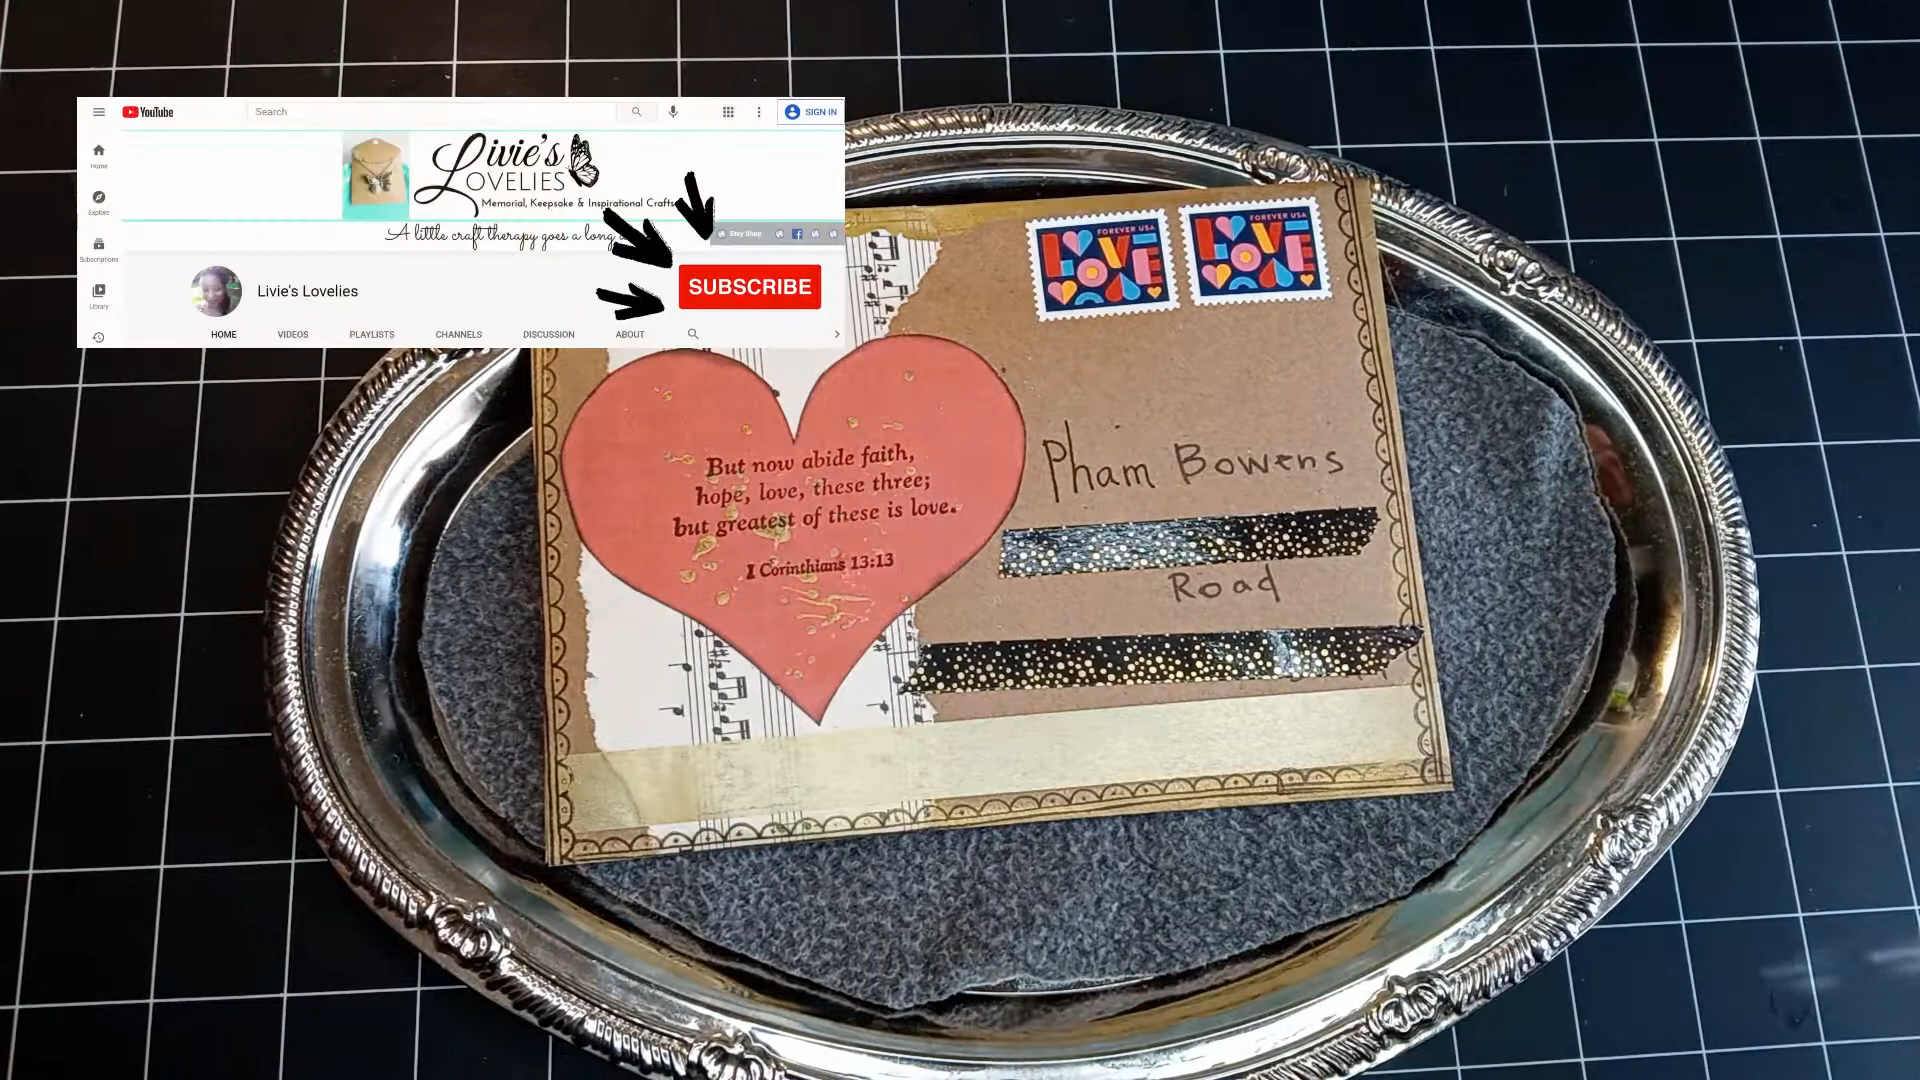 YouTube
Search
SIGN IN
Home
Explore
Subscriptions
Library
Livie's
LOVELIES
Memorial, Keepsake & Inspirational Crafts
A little craft therapy goes a long
Etsy Shop
Livie's Lovelies
SUBSCRIBE
HOME VIDEOS PLAYLISTS CHANNELS DISCUSSION ABOUT
FOREVER USA
LOVE
FOREVER USA
LOVE
But now abide faith,
hope, love, these three;
but greatest of these is love.
I Corinthians 13:13
Pham Bowens
Road